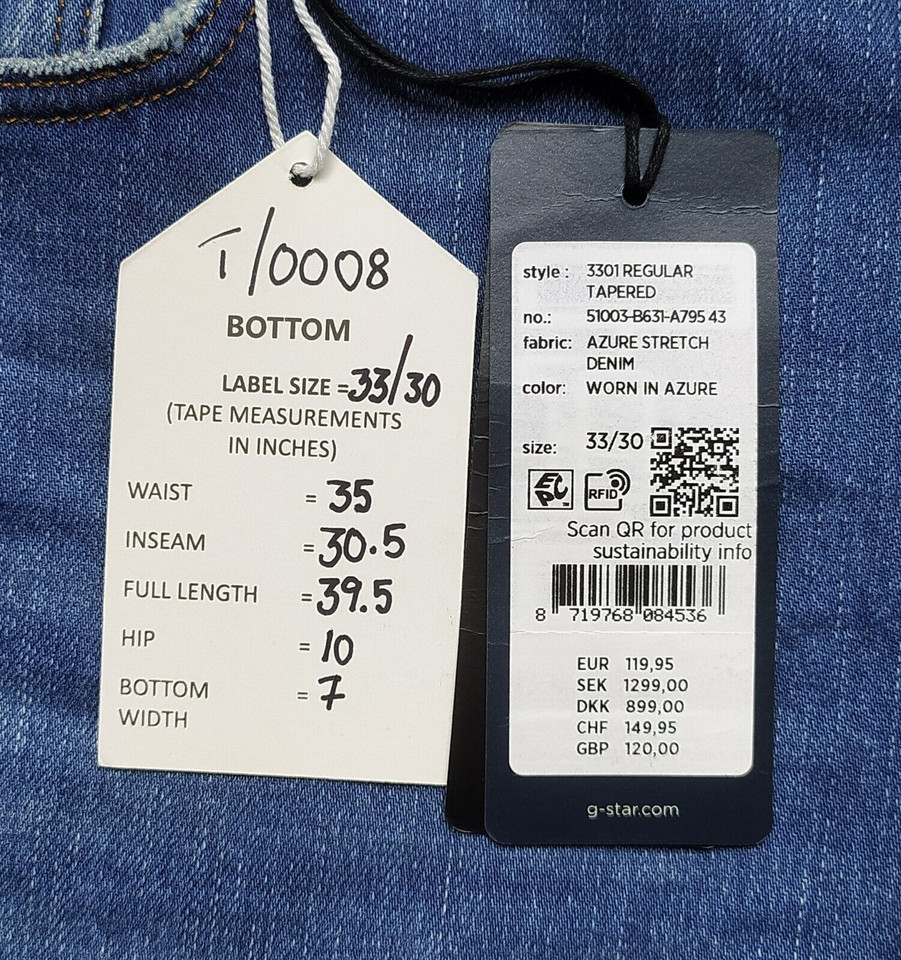 T/0008
BOTTOM
LABEL SIZE =33/30
(TAPE MEASUREMENTS
IN INCHES)
WAIST = 35
INSEAM =30.5
FULL LENGTH =39.5
HIP = 10
BOTTOM = 7
WIDTH
style : 3301 REGULAR
TAPERED
no.: 51003-B631-A795 43
fabric: AZURE STRETCH
DENIM
color: WORN IN AZURE
size: 33/30
EPC RFID
Scan QR for product
sustainability info
8 719768 084536
EUR 119,95
SEK 1299,00
DKK 899,00
CHF 149,95
GBP 120,00
g-star.com